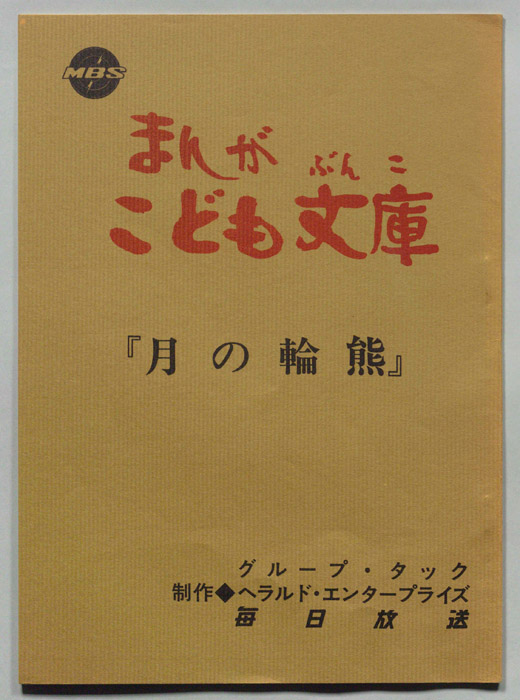 MBS
まんが
ぶんこ
こども文庫
『月の輪熊』
グループ・タック
制作◆ヘラルド・エンタープライズ
毎日放送